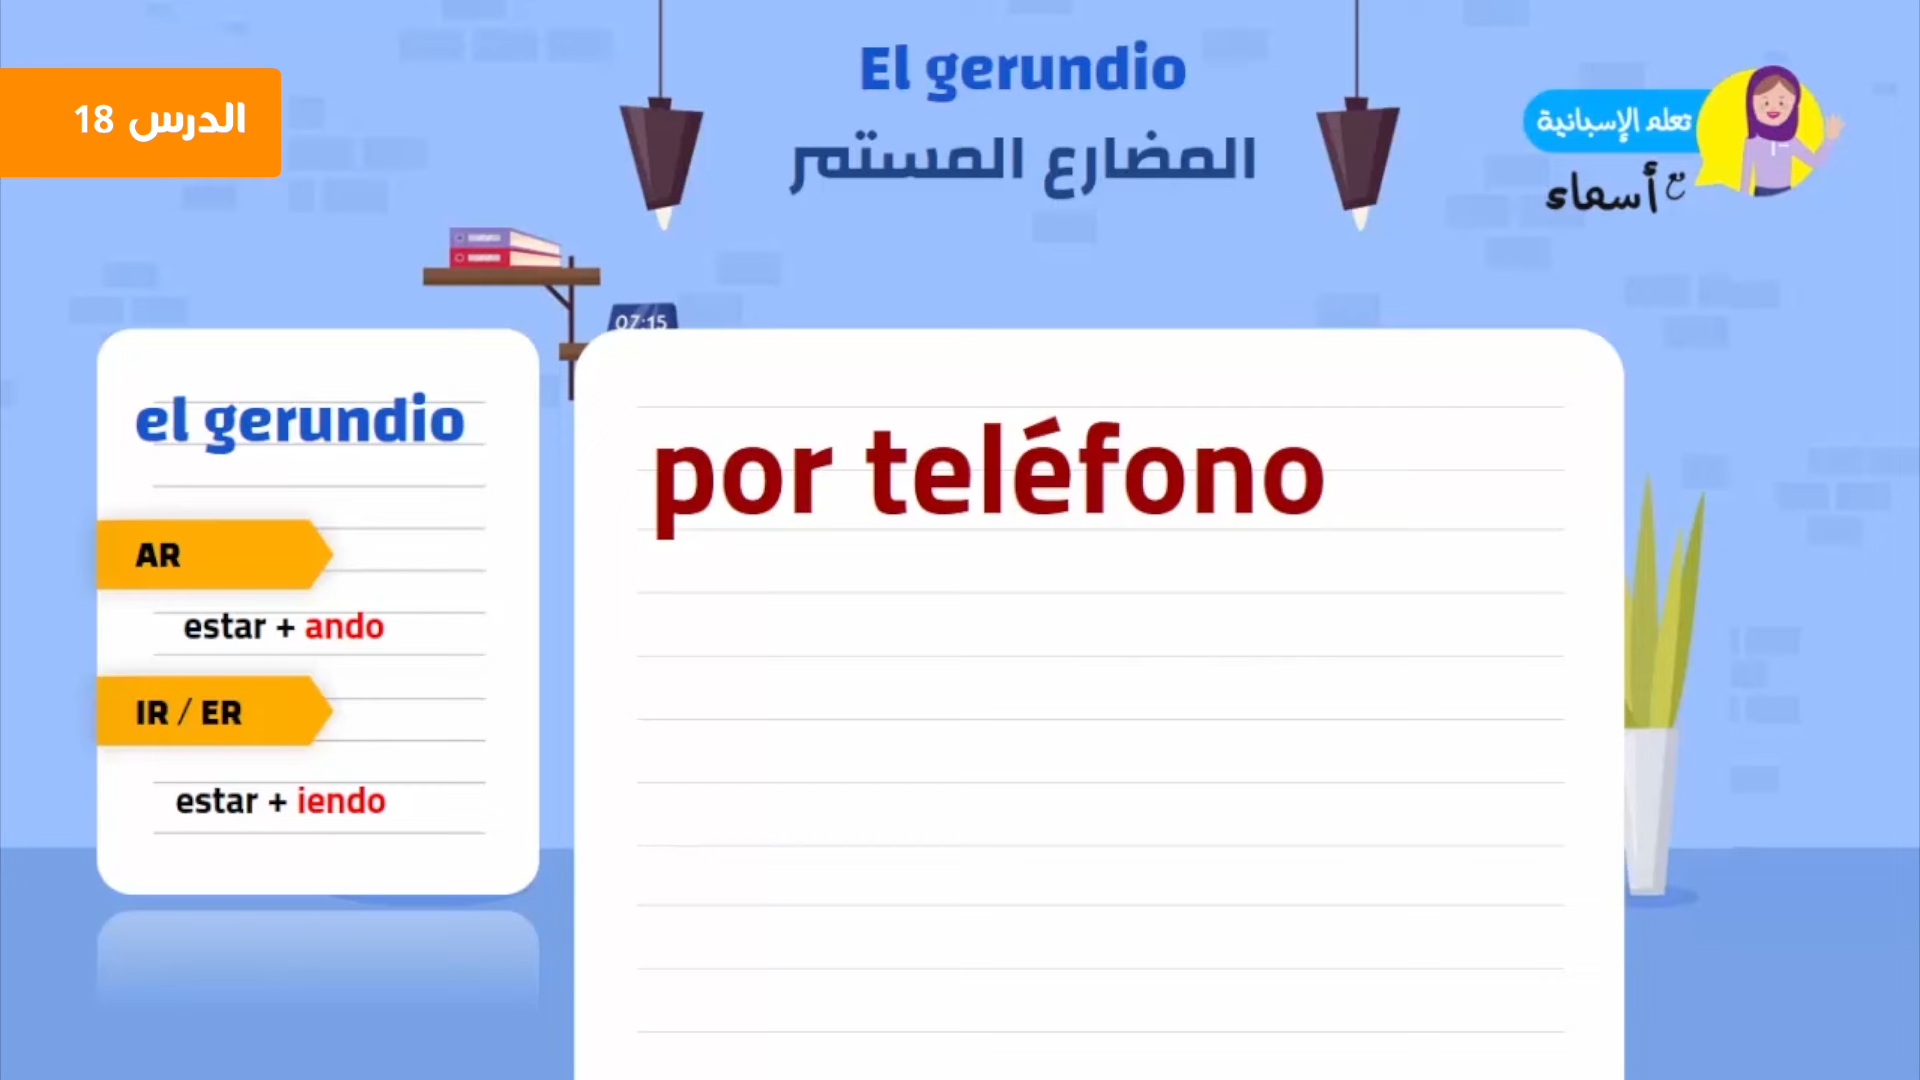 El gerundio
المضارع المستمر
الدرس 18
تعلم الإسبانية
مع أسماء
07:15
el gerundio
AR
estar + ando
IR / ER
estar + iendo
por teléfono